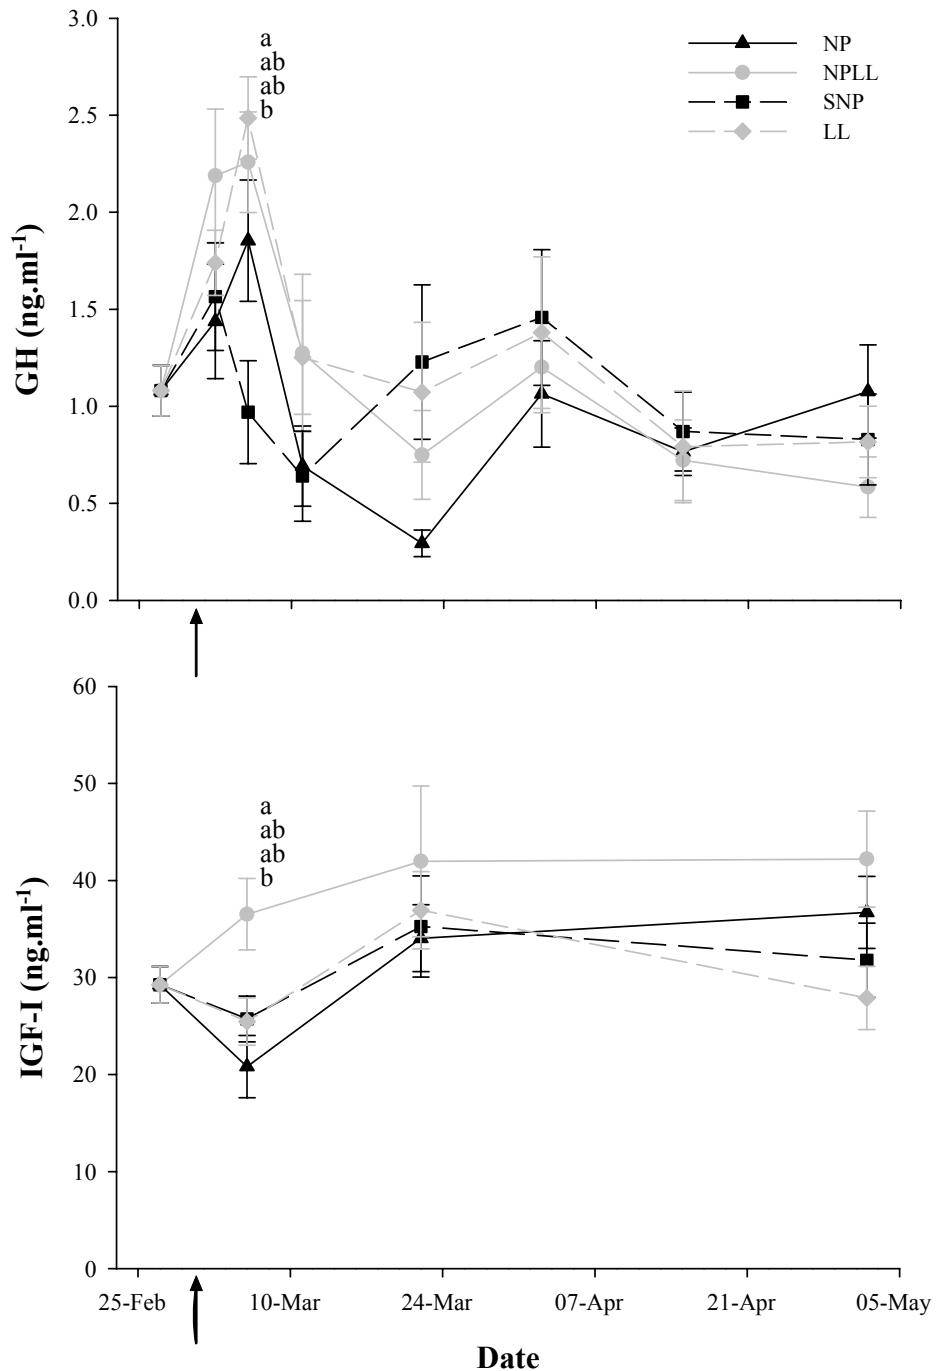 3.0
2.5
2.0
1.5
1.0
0.5
0.0
GH (ng.ml⁻¹)
a
ab
ab
b
NP
NPLL
SNP
LL
60
50
40
30
20
10
0
IGF-I (ng.ml⁻¹)
a
ab
ab
b
25-Feb 10-Mar 24-Mar 07-Apr 21-Apr 05-May
Date